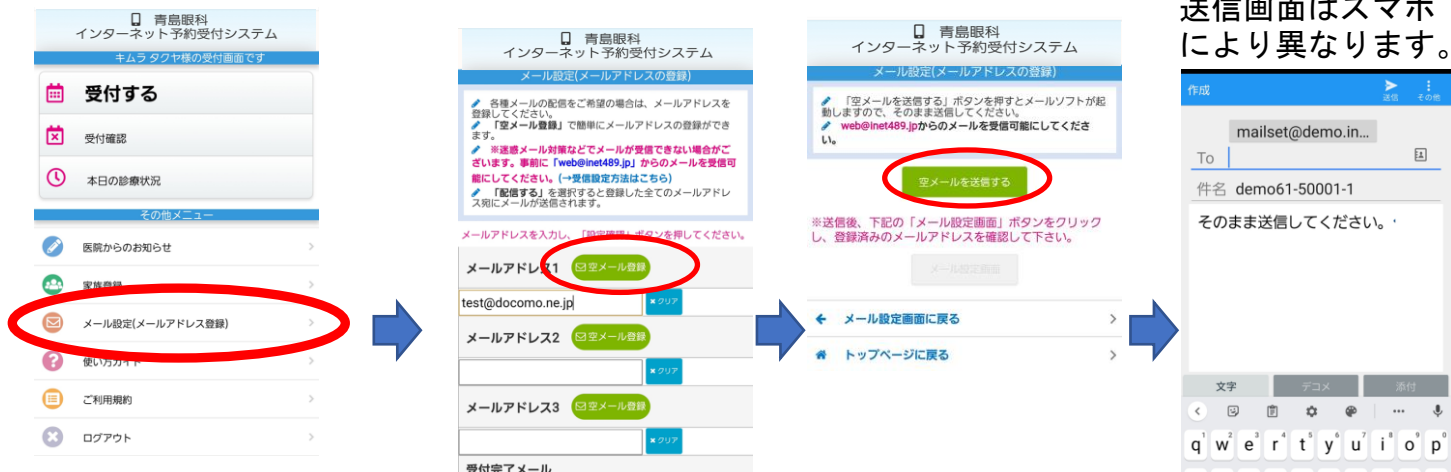 青島眼科
インターネット予約受付システム
キムラ タクヤ様の受付画面です
受付する
受付確認
本日の診療状況
その他メニュー
医院からのお知らせ
家族登録
メール設定(メールアドレス登録)
使い方ガイド
ご利用規約
ログアウト
青島眼科
インターネット予約受付システム
メール設定(メールアドレスの登録)
各種メールの配信をご希望の場合は、メールアドレスを
登録してください。
「空メール登録」で簡単にメールアドレスの登録ができ
ます。
※迷惑メール対策などでメールが受信できない場合がご
ざいます。事前に「web@inet489.jp」からのメールを受信可
能にしてください。(→受信設定方法はこちら)
「配信する」を選択すると登録した全てのメールアドレ
ス宛にメールが送信されます。
メールアドレスを入力し、「設定確認」ボタンを押してください。
メールアドレス1 空メール登録
test@docomo.ne.jp ×クリア
メールアドレス2 空メール登録
×クリア
メールアドレス3 空メール登録
×クリア
受付完了メール
青島眼科
インターネット予約受付システム
メール設定(メールアドレスの登録)
「空メールを送信する」ボタンを押すとメールソフトが起
動しますので、そのまま送信してください。
web@inet489.jpからのメールを受信可能にしてくださ
い。
空メールを送信する
※送信後、下記の「メール設定画面」ボタンをクリック
し、登録済みのメールアドレスを確認して下さい。
メール設定画面
メール設定画面に戻る
トップページに戻る
送信画面はスマホ
により異なります。
作成 送信 その他
mailset@demo.in...
To
件名 demo61-50001-1
そのまま送信してください。
文字 デコメ 添付
q1 w2 e3 r4 t5 y6 u7 i8 o9 p0